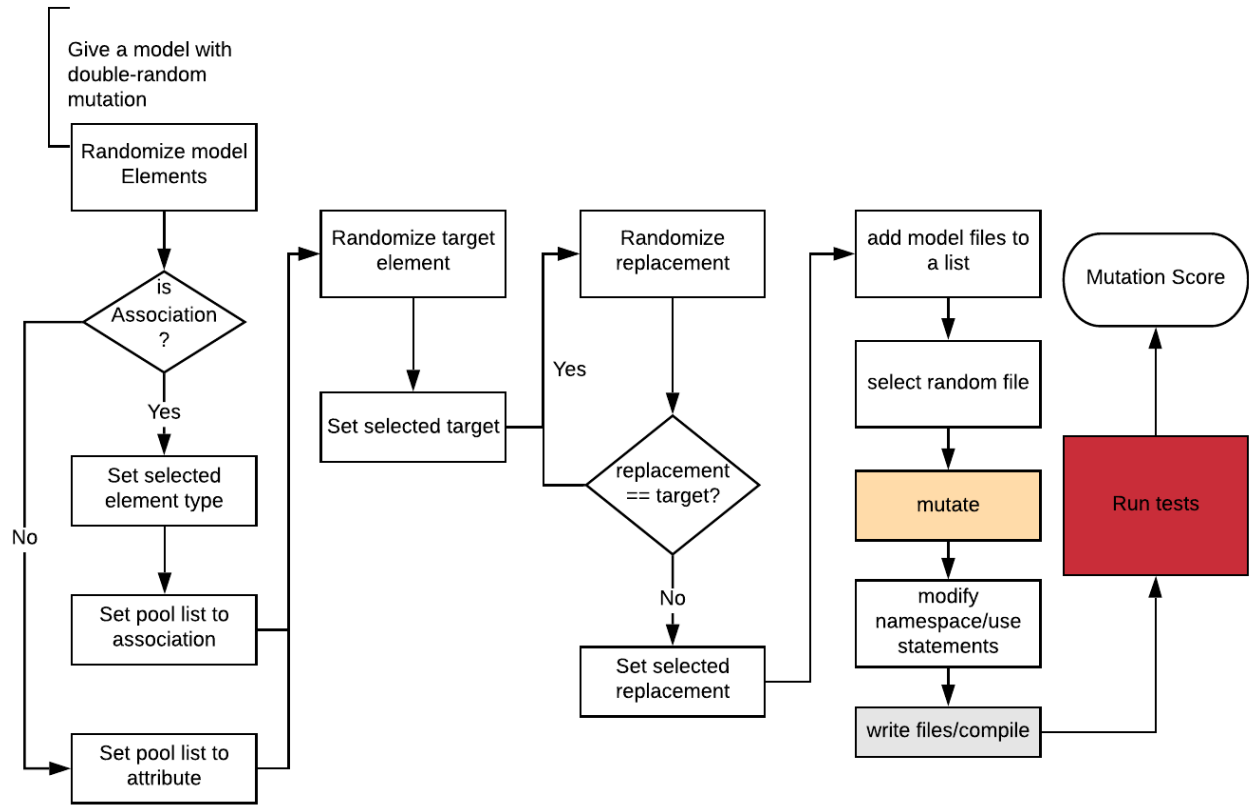 Give a model with
double-random
mutation
Randomize model
Elements
is
Association
?
Yes
No
Set selected
element type
Set pool list to
association
Set pool list to
attribute
Randomize target
element
Set selected target
Randomize
replacement
Yes
replacement
== target?
No
Set selected
replacement
add model files to
a list
select random file
mutate
modify
namespace/use
statements
write files/compile
Run tests
Mutation Score